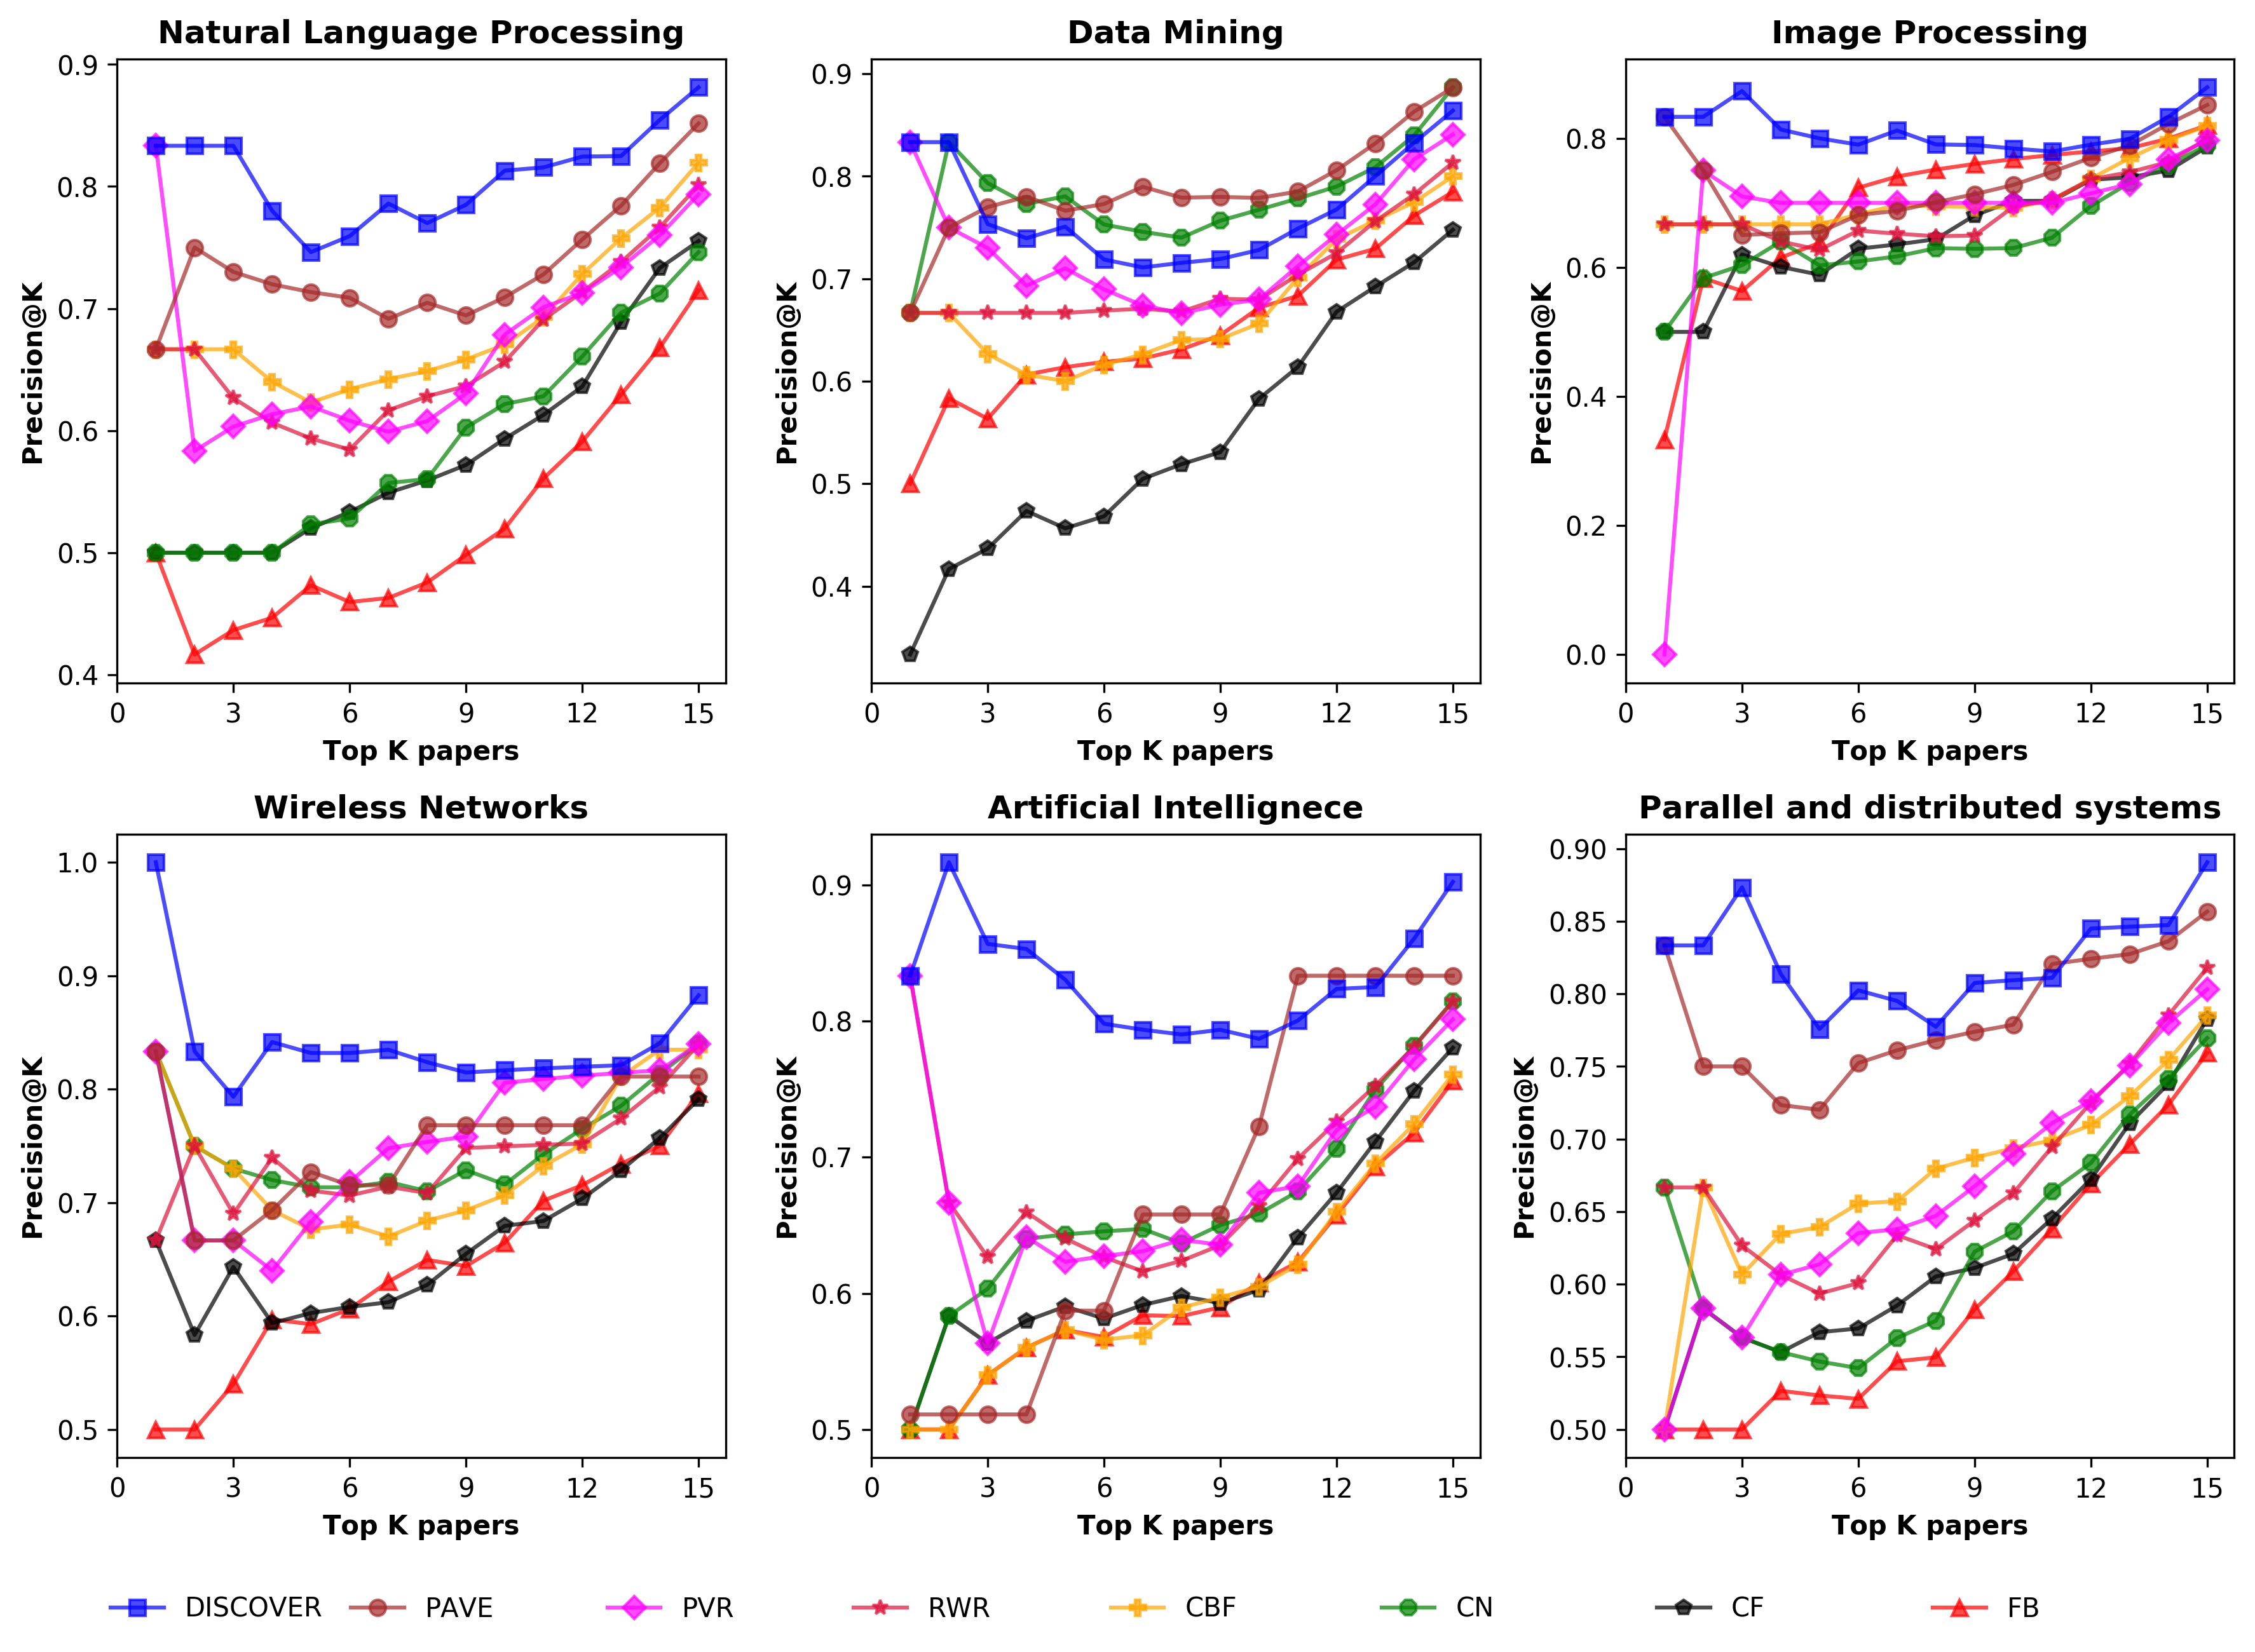 Natural Language Processing
Precision@K
0.9
0.8
0.7
0.6
0.5
0.4
0 3 6 9 12 15
Top K papers
Data Mining
Precision@K
0.9
0.8
0.7
0.6
0.5
0.4
0 3 6 9 12 15
Top K papers
Image Processing
Precision@K
0.8
0.6
0.4
0.2
0.0
0 3 6 9 12 15
Top K papers
Wireless Networks
Precision@K
1.0
0.9
0.8
0.7
0.6
0.5
0 3 6 9 12 15
Top K papers
Artificial Intellignece
Precision@K
0.9
0.8
0.7
0.6
0.5
0 3 6 9 12 15
Top K papers
Parallel and distributed systems
Precision@K
0.90
0.85
0.80
0.75
0.70
0.65
0.60
0.55
0.50
0 3 6 9 12 15
Top K papers
DISCOVER PAVE PVR RWR CBF CN CF FB